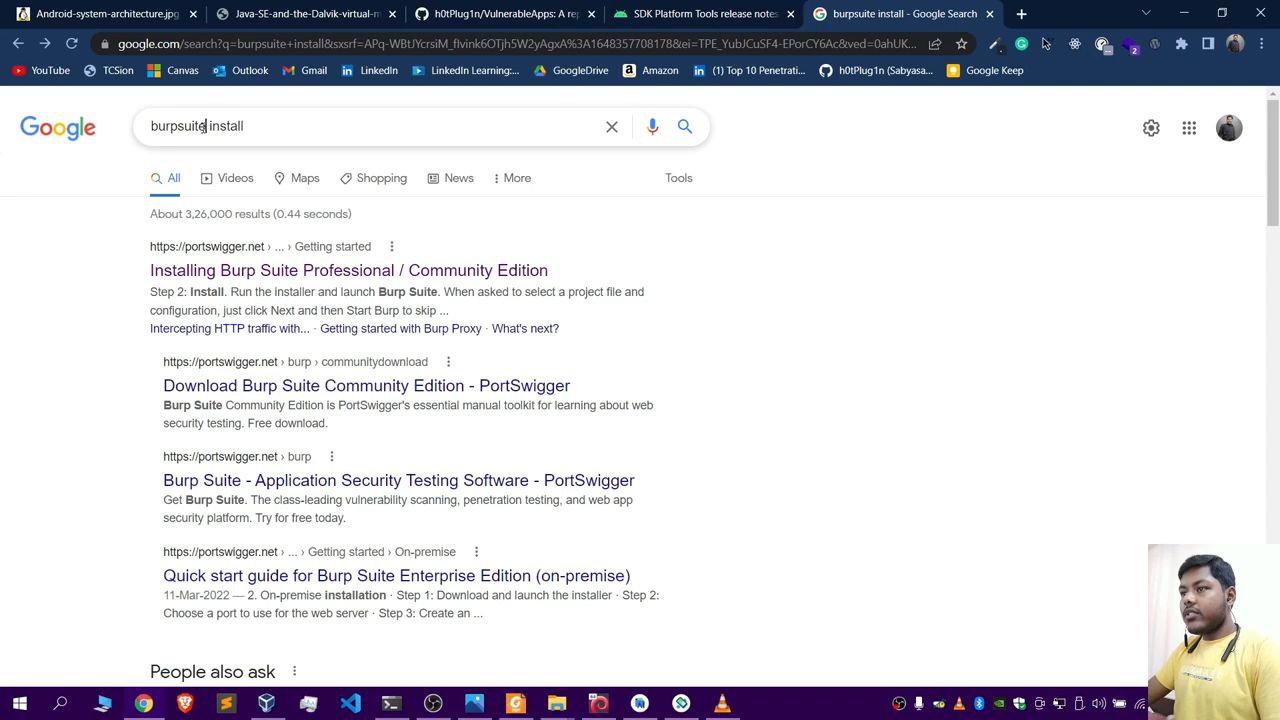 Android-system-architecture.jpg
Java-SE-and-the-Dalvik-virtual-m
h0tPlug1n/VulnerableApps: A rep
SDK Platform Tools release notes
burpsuite install - Google Search
google.com/search?q=burpsuite+install&sxsrf=APq-WBtJYcrsiM_flvink6OTjh5W2yAgxA%3A1648357708178&ei=TPE_YubJCuSF4-EPorCY6Ac&ved=0ahUK...
YouTube
TCSion
Canvas
Outlook
Gmail
LinkedIn
LinkedIn Learning:...
GoogleDrive
Amazon
(1) Top 10 Penetrati...
h0tPlug1n (Sabyasa...
Google Keep
Google
burpsuite install
All
Videos
Maps
Shopping
News
More
Tools
About 3,26,000 results (0.44 seconds)
https://portswigger.net › ... › Getting started
Installing Burp Suite Professional / Community Edition
Step 2: Install. Run the installer and launch Burp Suite. When asked to select a project file and
configuration, just click Next and then Start Burp to skip ...
Intercepting HTTP traffic with... · Getting started with Burp Proxy · What's next?
https://portswigger.net › burp › communitydownload
Download Burp Suite Community Edition - PortSwigger
Burp Suite Community Edition is PortSwigger's essential manual toolkit for learning about web
security testing. Free download.
https://portswigger.net › burp
Burp Suite - Application Security Testing Software - PortSwigger
Get Burp Suite. The class-leading vulnerability scanning, penetration testing, and web app
security platform. Try for free today.
https://portswigger.net › ... › Getting started › On-premise
Quick start guide for Burp Suite Enterprise Edition (on-premise)
11-Mar-2022 — 2. On-premise installation · Step 1: Download and launch the installer · Step 2:
Choose a port to use for the web server · Step 3: Create an ...
People also ask